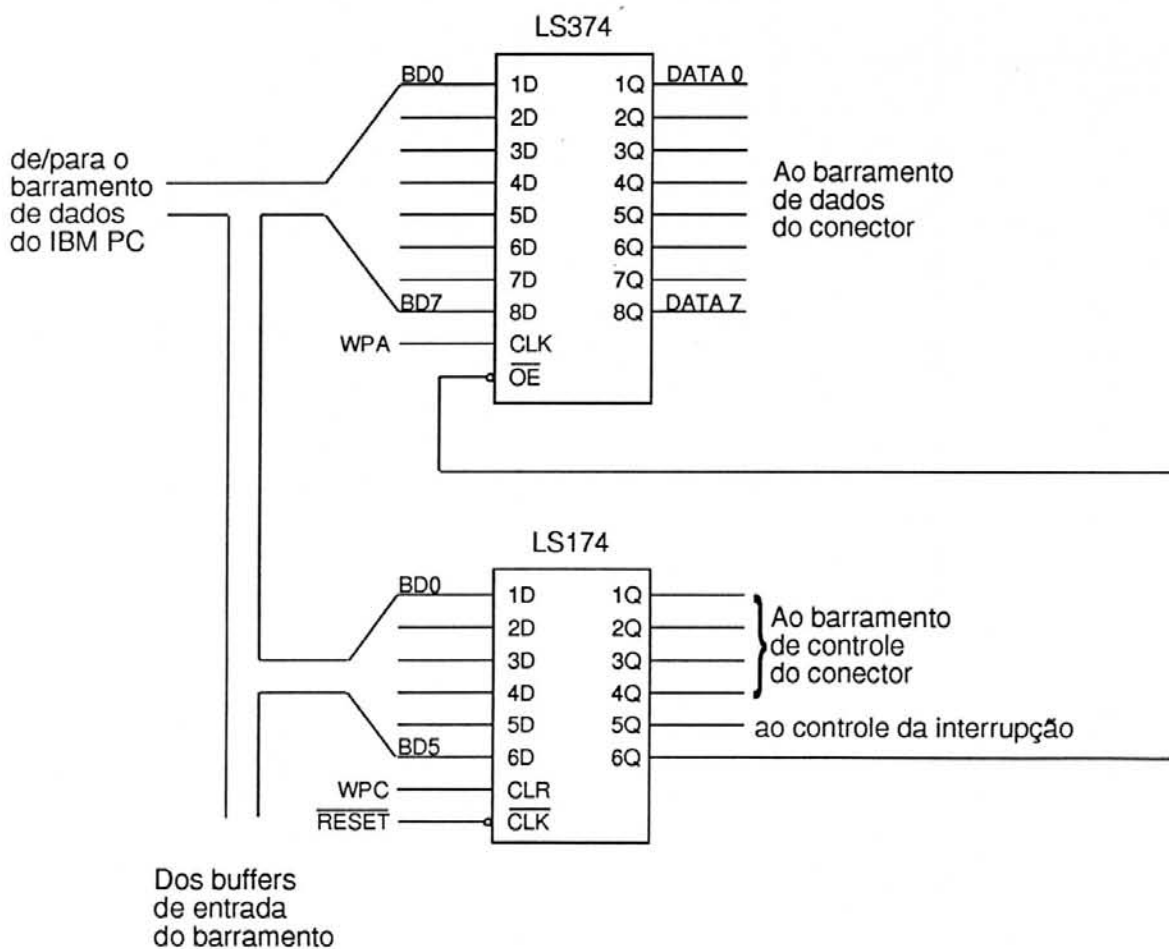 LS374
BD0
1D 1Q DATA 0
2D 2Q
3D 3Q
4D 4Q
5D 5Q
6D 6Q
7D 7Q
BD7 8D 8Q DATA 7
WPA CLK
OE
de/para o
barramento
de dados
do IBM PC
Ao barramento
de dados
do conector
LS174
BD0
1D 1Q
2D 2Q
3D 3Q
4D 4Q
5D 5Q
BD5 6D 6Q
WPC CLR
RESET CLK
Ao barramento
de controle
do conector
ao controle da interrupção
Dos buffers
de entrada
do barramento